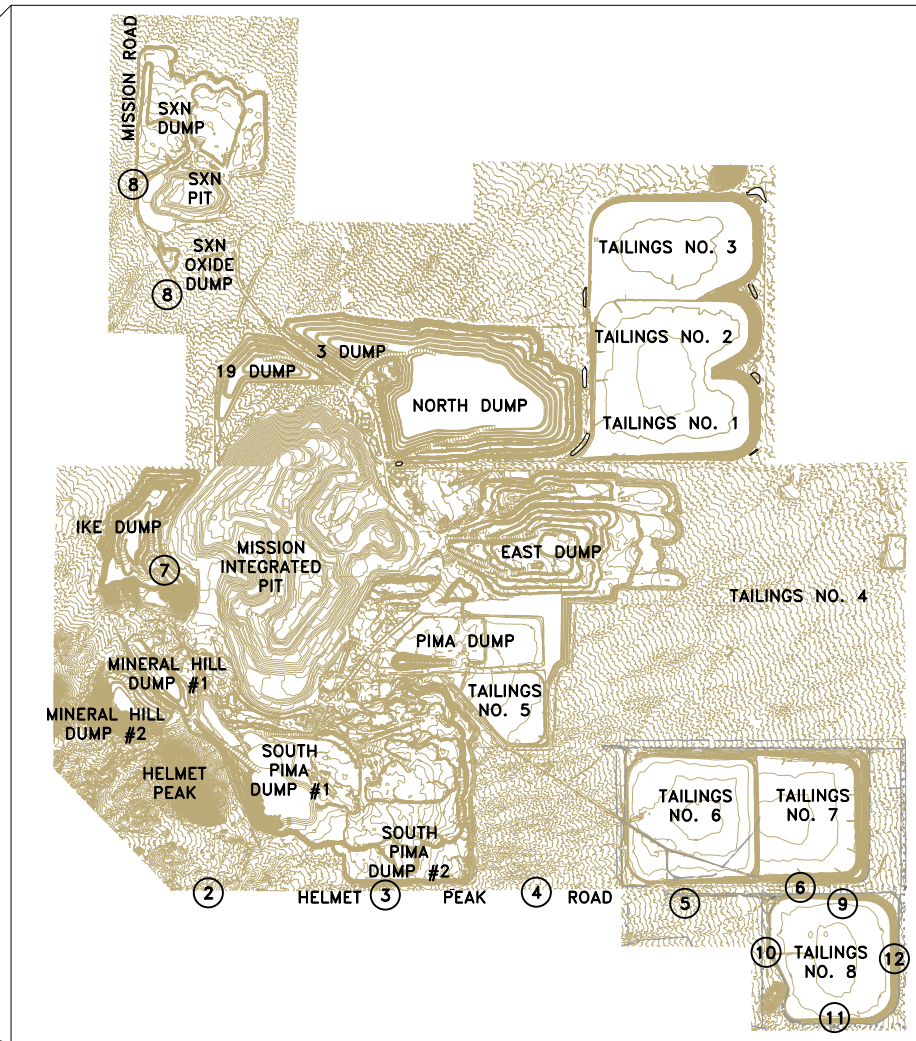 MISSION ROAD
SXN
DUMP
8
SXN
PIT
SXN
OXIDE
DUMP
8
TAILINGS NO. 3
TAILINGS NO. 2
TAILINGS NO. 1
3 DUMP
19 DUMP
NORTH DUMP
IKE DUMP
7
MISSION
INTEGRATED
PIT
EAST DUMP
TAILINGS NO. 4
PIMA DUMP
TAILINGS
NO. 5
MINERAL HILL
DUMP #1
MINERAL HILL
DUMP #2
HELMET
PEAK
SOUTH
PIMA
DUMP #1
SOUTH
PIMA
DUMP #2
TAILINGS
NO. 6
TAILINGS
NO. 7
2 HELMET 3 PEAK 4 ROAD
5
6
9
10
TAILINGS
NO. 8
12
11